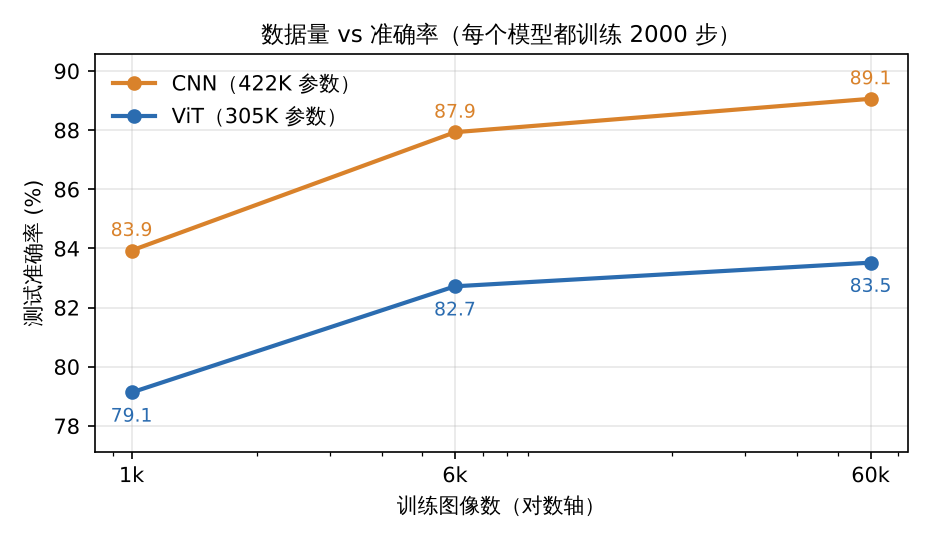 数据量 vs 准确率（每个模型都训练 2000 步）
CNN（422K 参数）
ViT（305K 参数）
测试准确率 (%)
90
88
86
84
82
80
78
83.9
87.9
89.1
79.1
82.7
83.5
1k
6k
60k
训练图像数（对数轴）